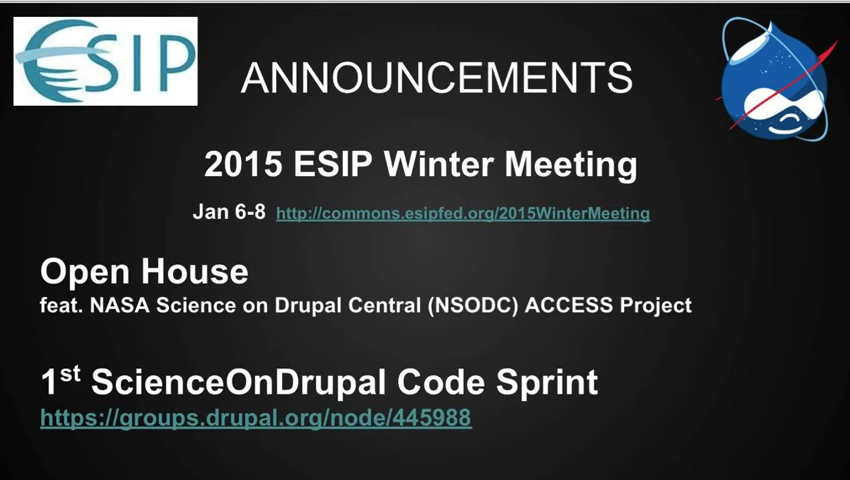 ESIP
ANNOUNCEMENTS
2015 ESIP Winter Meeting
Jan 6-8 http://commons.esipfed.org/2015WinterMeeting
Open House
feat. NASA Science on Drupal Central (NSODC) ACCESS Project
1st ScienceOnDrupal Code Sprint
https://groups.drupal.org/node/445988